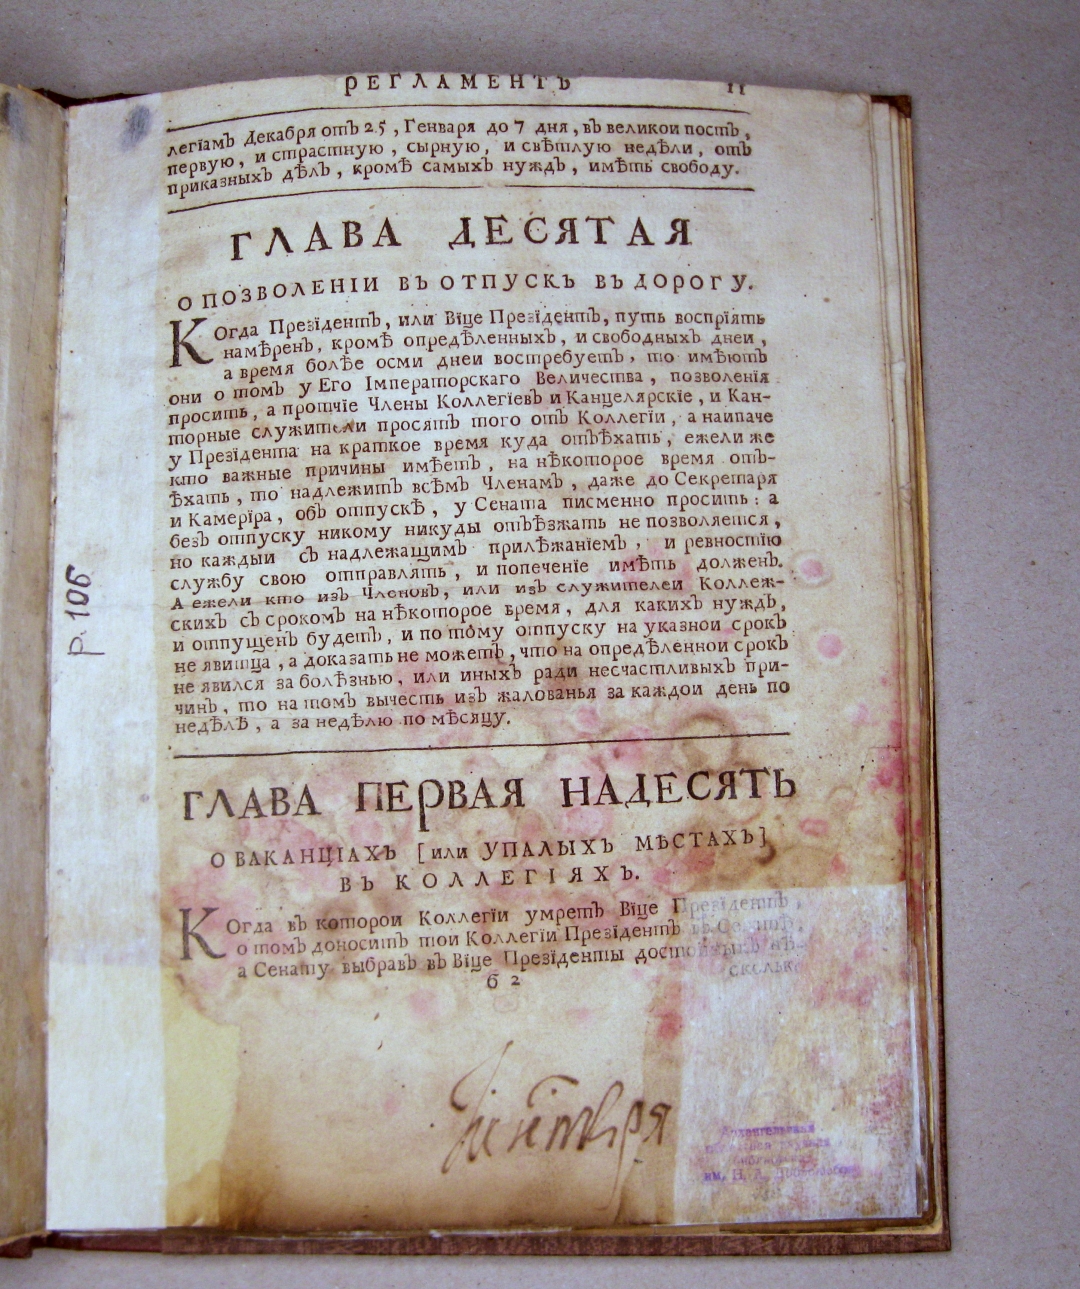 РЕГЛАМЕНТЪ 11
легїамъ Декабря отъ 25, Генваря до 7 дня, въ великои постъ,
первую, и страстную, сырную, и свѣтлую недѣли, отъ
приказныхъ дѣлъ, кромѣ самыхъ нуждъ, имѣть свободу.
ГЛАВА ДЕСЯТАЯ
О ПОЗВОЛЕНІИ ВЪ ОТПУСКЪ ВЪ ДОРОГУ.
КОгда Презїдентъ, или Вїце Презїдентъ, путь воспрїять
намѣренъ, кромѣ опредѣленныхъ, и свободныхъ днеи,
а время болѣе осми днеи востребуетъ, то имѣютъ
они о томъ у Его Імператорскаго Величества, позволенїя
просить, а протчїе Члены Коллегїевъ и Канцелярскїе, и Кан-
торные служители просятъ того отъ Коллегїи, а наипаче
у Презїдента на краткое время куда отъѣхать, ежели же
кто важные причины имѣетъ, на нѣкоторое время отъ-
ѣхать, то надлежитъ всѣмъ Членамъ, даже до Секретаря
и Камерїра, объ отпускѣ, у Сената писменно просить: а
безъ отпуску никому никуды отъѣзжать не позволяется,
но каждыи съ надлежащимъ прилѣжанїемъ, и ревностїю
службу свою отправлять, и попеченїе имѣть долженъ.
А ежели кто изъ Членовъ, или изъ служителеи Коллеж-
скихъ съ срокомъ на нѣкоторое время, для какихъ нуждъ,
и отпущенъ будетъ, и по тому отпуску на указнои срокъ
не явитца, а доказать не можетъ, что на опредѣленнои срокъ
не явился за болѣзнью, или иныхъ ради несчастливыхъ при-
чинъ, то на томъ вычесть изъ жалованья за каждои день по
недѣлѣ, а за недѣлю по мѣсяцу.
ГЛАВА ПЕРВАЯ НАДЕСЯТЬ
О ВАКАНЦІАХЪ [или УПАЛЫХЪ МѢСТАХЪ]
ВЪ КОЛЛЕГІЯХЪ.
КОгда въ которои Коллегїи умретъ Вїце Презїдентъ,
о томъ доноситъ тои Коллегїи Презїдентъ въ Сенатѣ,
а Сенату выбравъ въ Вїце Презїденты достоиныхъ нѣ-
сколько
б 2
р. 106
им. Н. А. Добролюбова